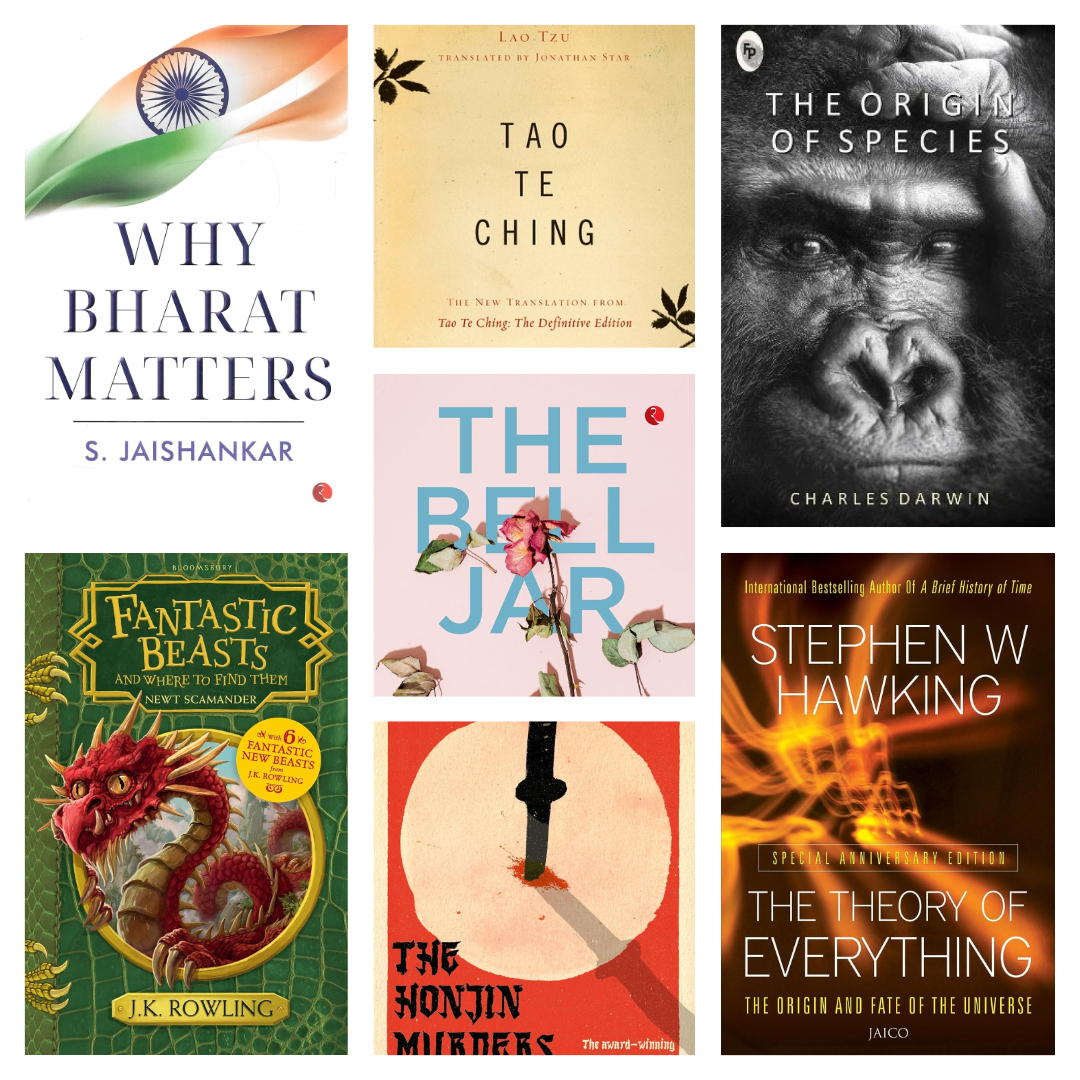 WHY
BHARAT
MATTERS
S. JAISHANKAR
LAO TZU
TRANSLATED BY JONATHAN STAR
TAO
TE
CHING
THE NEW TRANSLATION FROM
Tao Te Ching: The Definitive Edition
FP
THE ORIGIN
OF SPECIES
CHARLES DARWIN
THE
BELL
JAR
BLOOMSBURY
FANTASTIC
BEASTS
AND WHERE TO FIND THEM
NEWT SCAMANDER
With 6
FANTASTIC
NEW BEASTS
from
J.K. ROWLING
J.K. ROWLING
THE
HONJIN
MURDERS
The award-winning
International Bestselling Author Of A Brief History of Time
STEPHEN W
HAWKING
SPECIAL ANNIVERSARY EDITION
THE THEORY OF
EVERYTHING
THE ORIGIN AND FATE OF THE UNIVERSE
JAICO